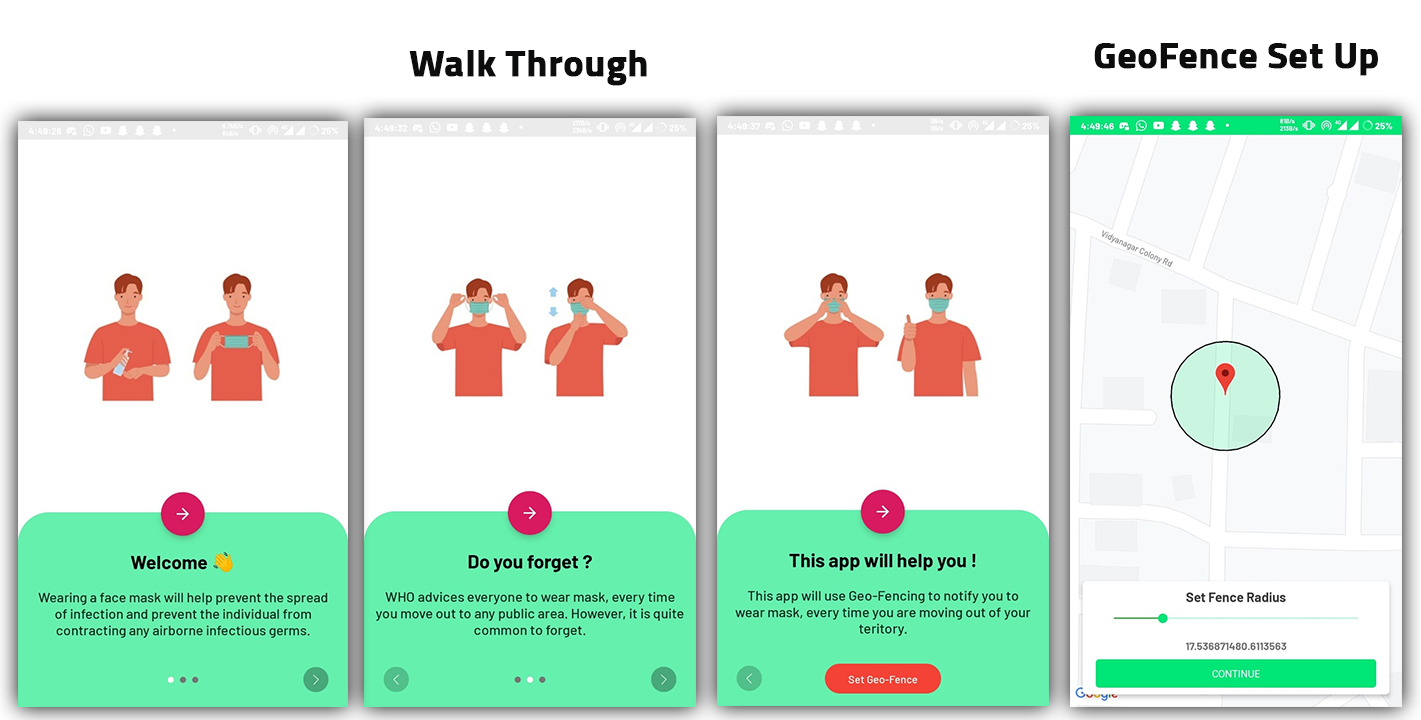 Walk Through
GeoFence Set Up
4:49:26
25%
Welcome 👋
Wearing a face mask will help prevent the spread
of infection and prevent the individual from
contracting any airborne infectious germs.
4:49:32
25%
Do you forget ?
WHO advices everyone to wear mask, every time
you move out to any public area. However, it is quite
common to forget.
4:49:37
25%
This app will help you !
This app will use Geo-Fencing to notify you to
wear mask, every time you are moving out of your
teritory.
Set Geo-Fence
4:49:46
4G
25%
Vidyanagar Colony Rd
Set Fence Radius
17.536871480.6113563
CONTINUE
Google